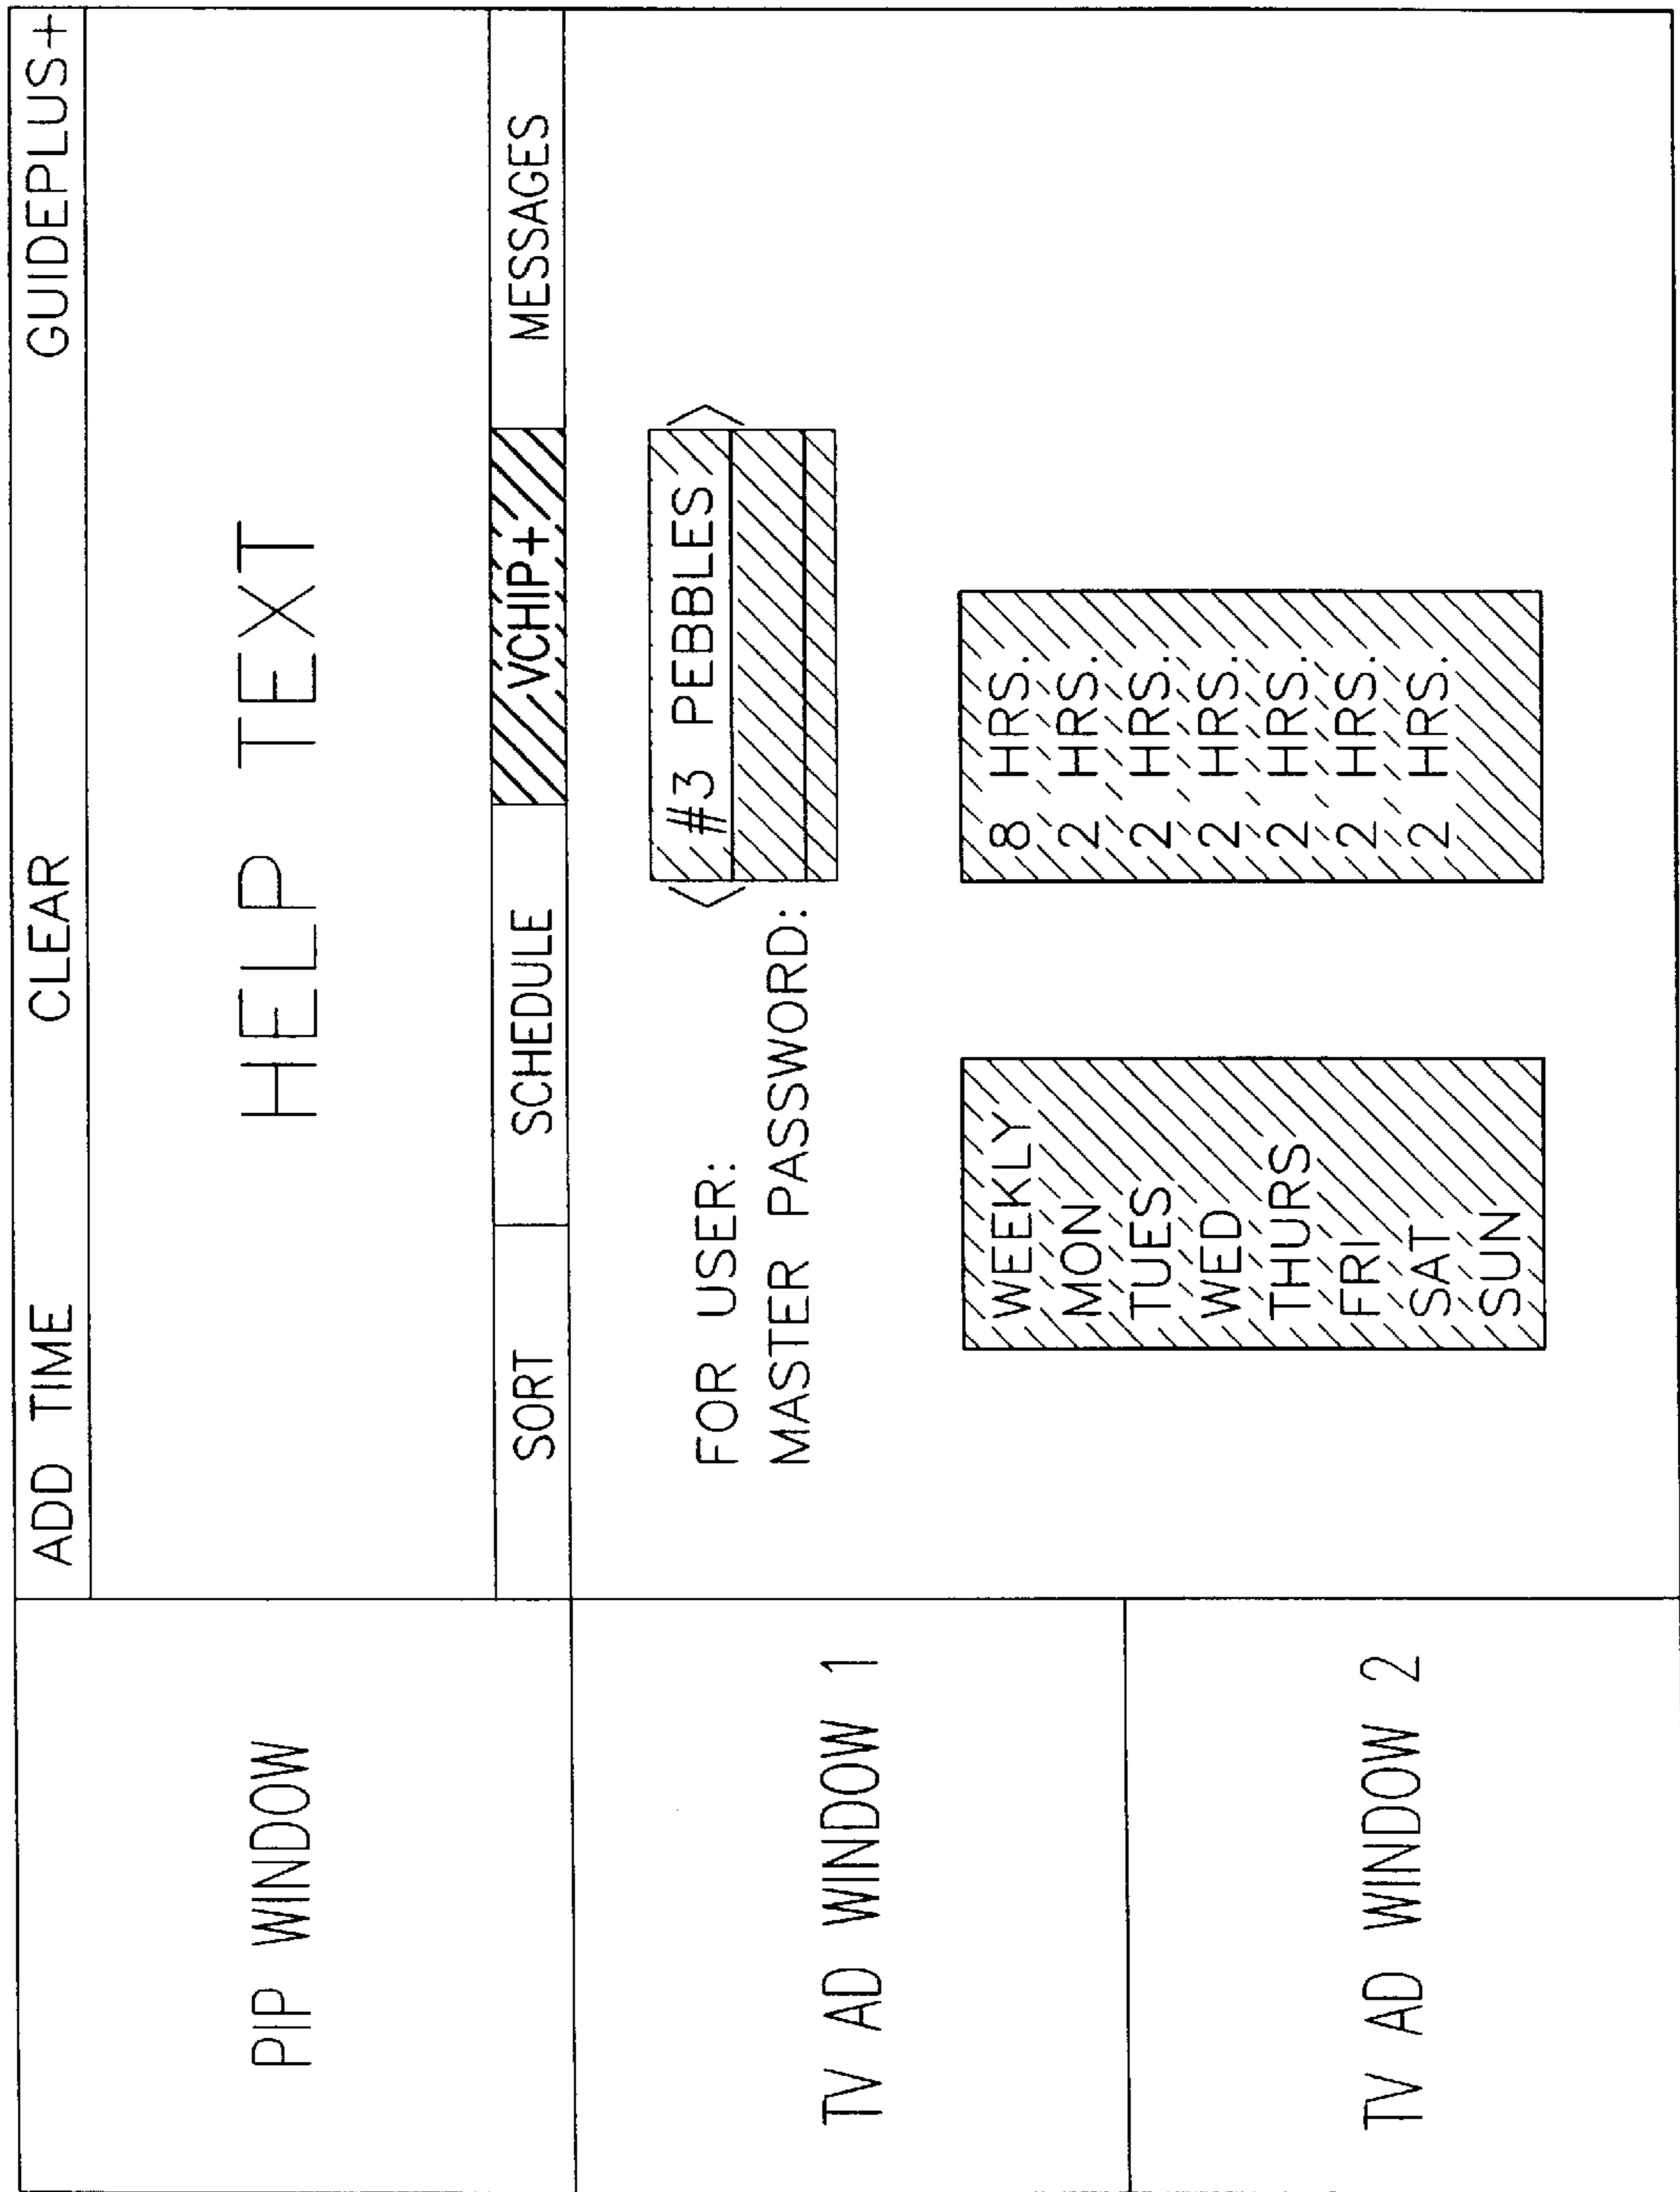 ADD TIME CLEAR GUIDEPLUS+
PIP WINDOW
HELP TEXT
SORT SCHEDULE VCHIP+ MESSAGES
TV AD WINDOW 1
FOR USER: < #3 PEBBLES >
MASTER PASSWORD:
WEEKLY 8 HRS.
MON 2 HRS.
TUES 2 HRS.
WED 2 HRS.
THURS 2 HRS.
FRI 2 HRS.
SAT 2 HRS.
SUN
TV AD WINDOW 2